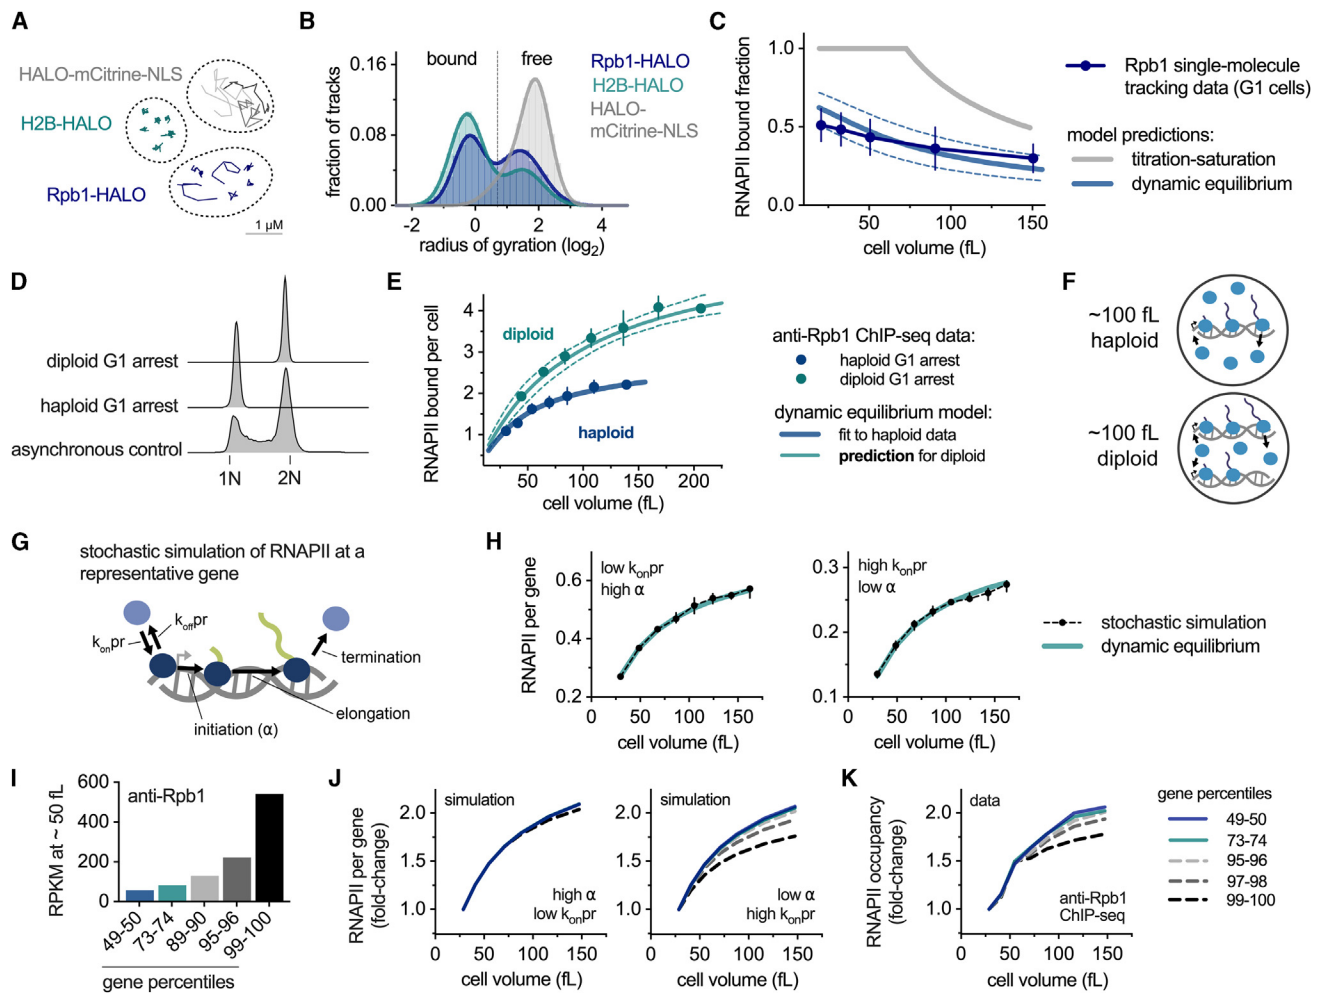 A
HALO-mCitrine-NLS
H2B-HALO
Rpb1-HALO
1 µM
B
bound
free
Rpb1-HALO
H2B-HALO
HALO-
mCitrine-NLS
fraction of tracks
0.16
0.08
0.00
-2
0
2
4
radius of gyration (log2)
C
RNAPII bound fraction
1.0
0.5
0.0
50
100
150
cell volume (fL)
Rpb1 single-molecule
tracking data (G1 cells)
model predictions:
titration-saturation
dynamic equilibrium
D
diploid G1 arrest
haploid G1 arrest
asynchronous control
1N
2N
E
RNAPII bound per cell
4
3
2
1
diploid
haploid
50
100
150
200
cell volume (fL)
anti-Rpb1 ChIP-seq data:
haploid G1 arrest
diploid G1 arrest
dynamic equilibrium model:
fit to haploid data
prediction for diploid
F
~100 fL
haploid
~100 fL
diploid
G
stochastic simulation of RNAPII at a
representative gene
konpr
koffpr
termination
elongation
initiation (α)
H
RNAPII per gene
0.6
0.4
0.2
low konpr
high α
0
50
100
150
cell volume (fL)
0.3
0.2
0.1
high konpr
low α
0
50
100
150
cell volume (fL)
stochastic simulation
dynamic equilibrium
I
RPKM at ~ 50 fL
600
400
200
0
anti-Rpb1
49-50
73-74
89-90
95-96
99-100
gene percentiles
J
RNAPII per gene
(fold-change)
2.0
1.5
1.0
simulation
high α
low konpr
0
50
100
150
cell volume (fL)
2.0
1.5
1.0
simulation
low α
high konpr
0
50
100
150
cell volume (fL)
K
RNAPII occupancy
(fold-change)
2.0
1.5
1.0
data
anti-Rpb1
ChIP-seq
0
50
100
150
cell volume (fL)
gene percentiles
49-50
73-74
95-96
97-98
99-100